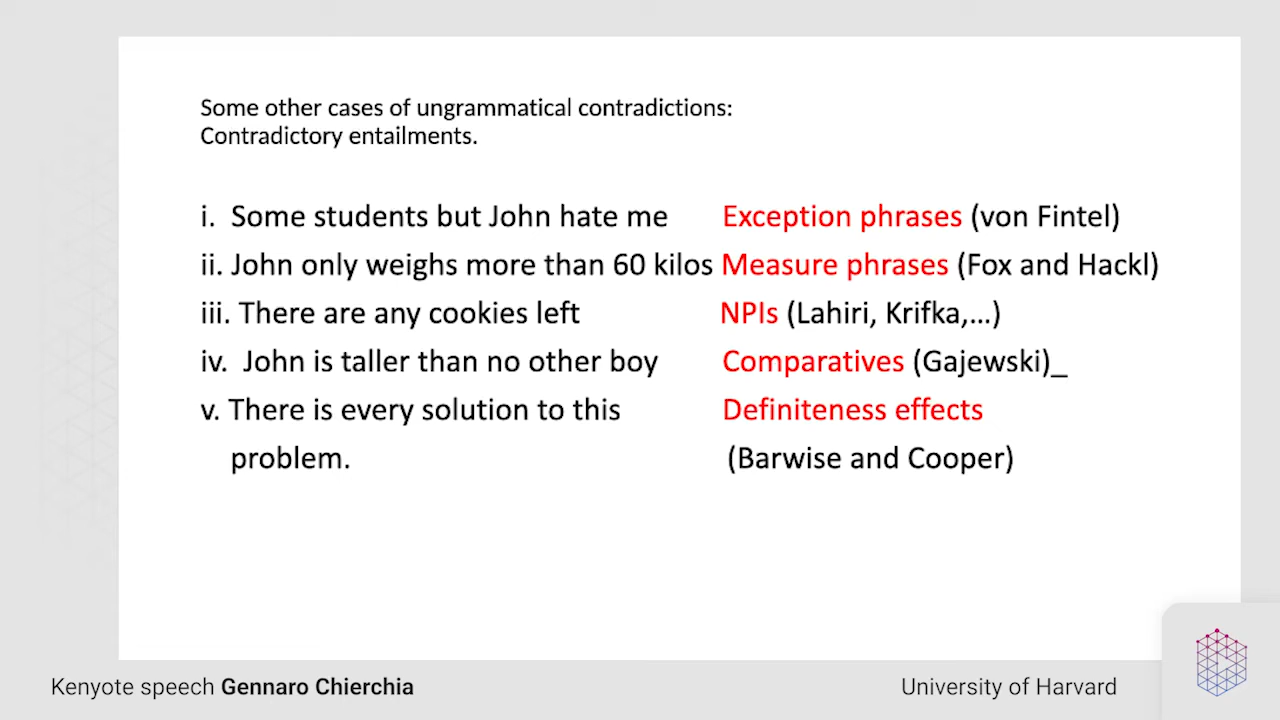 Some other cases of ungrammatical contradictions:
Contradictory entailments.
i. Some students but John hate me Exception phrases (von Fintel)
ii. John only weighs more than 60 kilos Measure phrases (Fox and Hackl)
iii. There are any cookies left NPIs (Lahiri, Krifka,...)
iv. John is taller than no other boy Comparatives (Gajewski)_
v. There is every solution to this Definiteness effects
problem. (Barwise and Cooper)
Kenyote speech Gennaro Chierchia University of Harvard